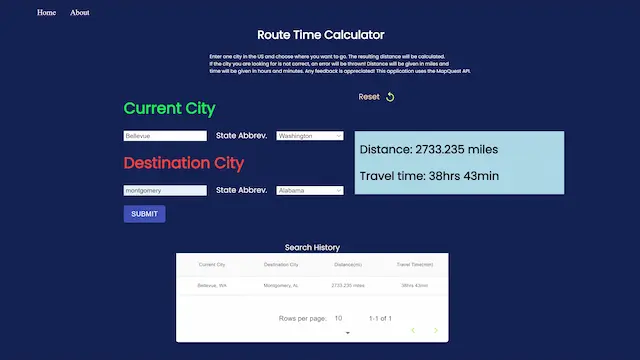 Home About
Route Time Calculator
Enter one city in the US and choose where you want to go. The resulting distance will be calculated.
If the city you are looking for is not correct, an error will be thrown! Distance will be given in miles and
time will be given in hours and minutes. Any feedback is appreciated! This application uses the MapQuest API.
Reset
Current City
Bellevue State Abbrev. Washington
Destination City
montgomery State Abbrev. Alabama
SUBMIT
Distance: 2733.235 miles
Travel time: 38hrs 43min
Search History
Current City Destination City Distance(mi) Travel Time(min)
Bellevue, WA Montgomery, AL 2733.235 miles 38hrs 43min
Rows per page: 10 1-1 of 1